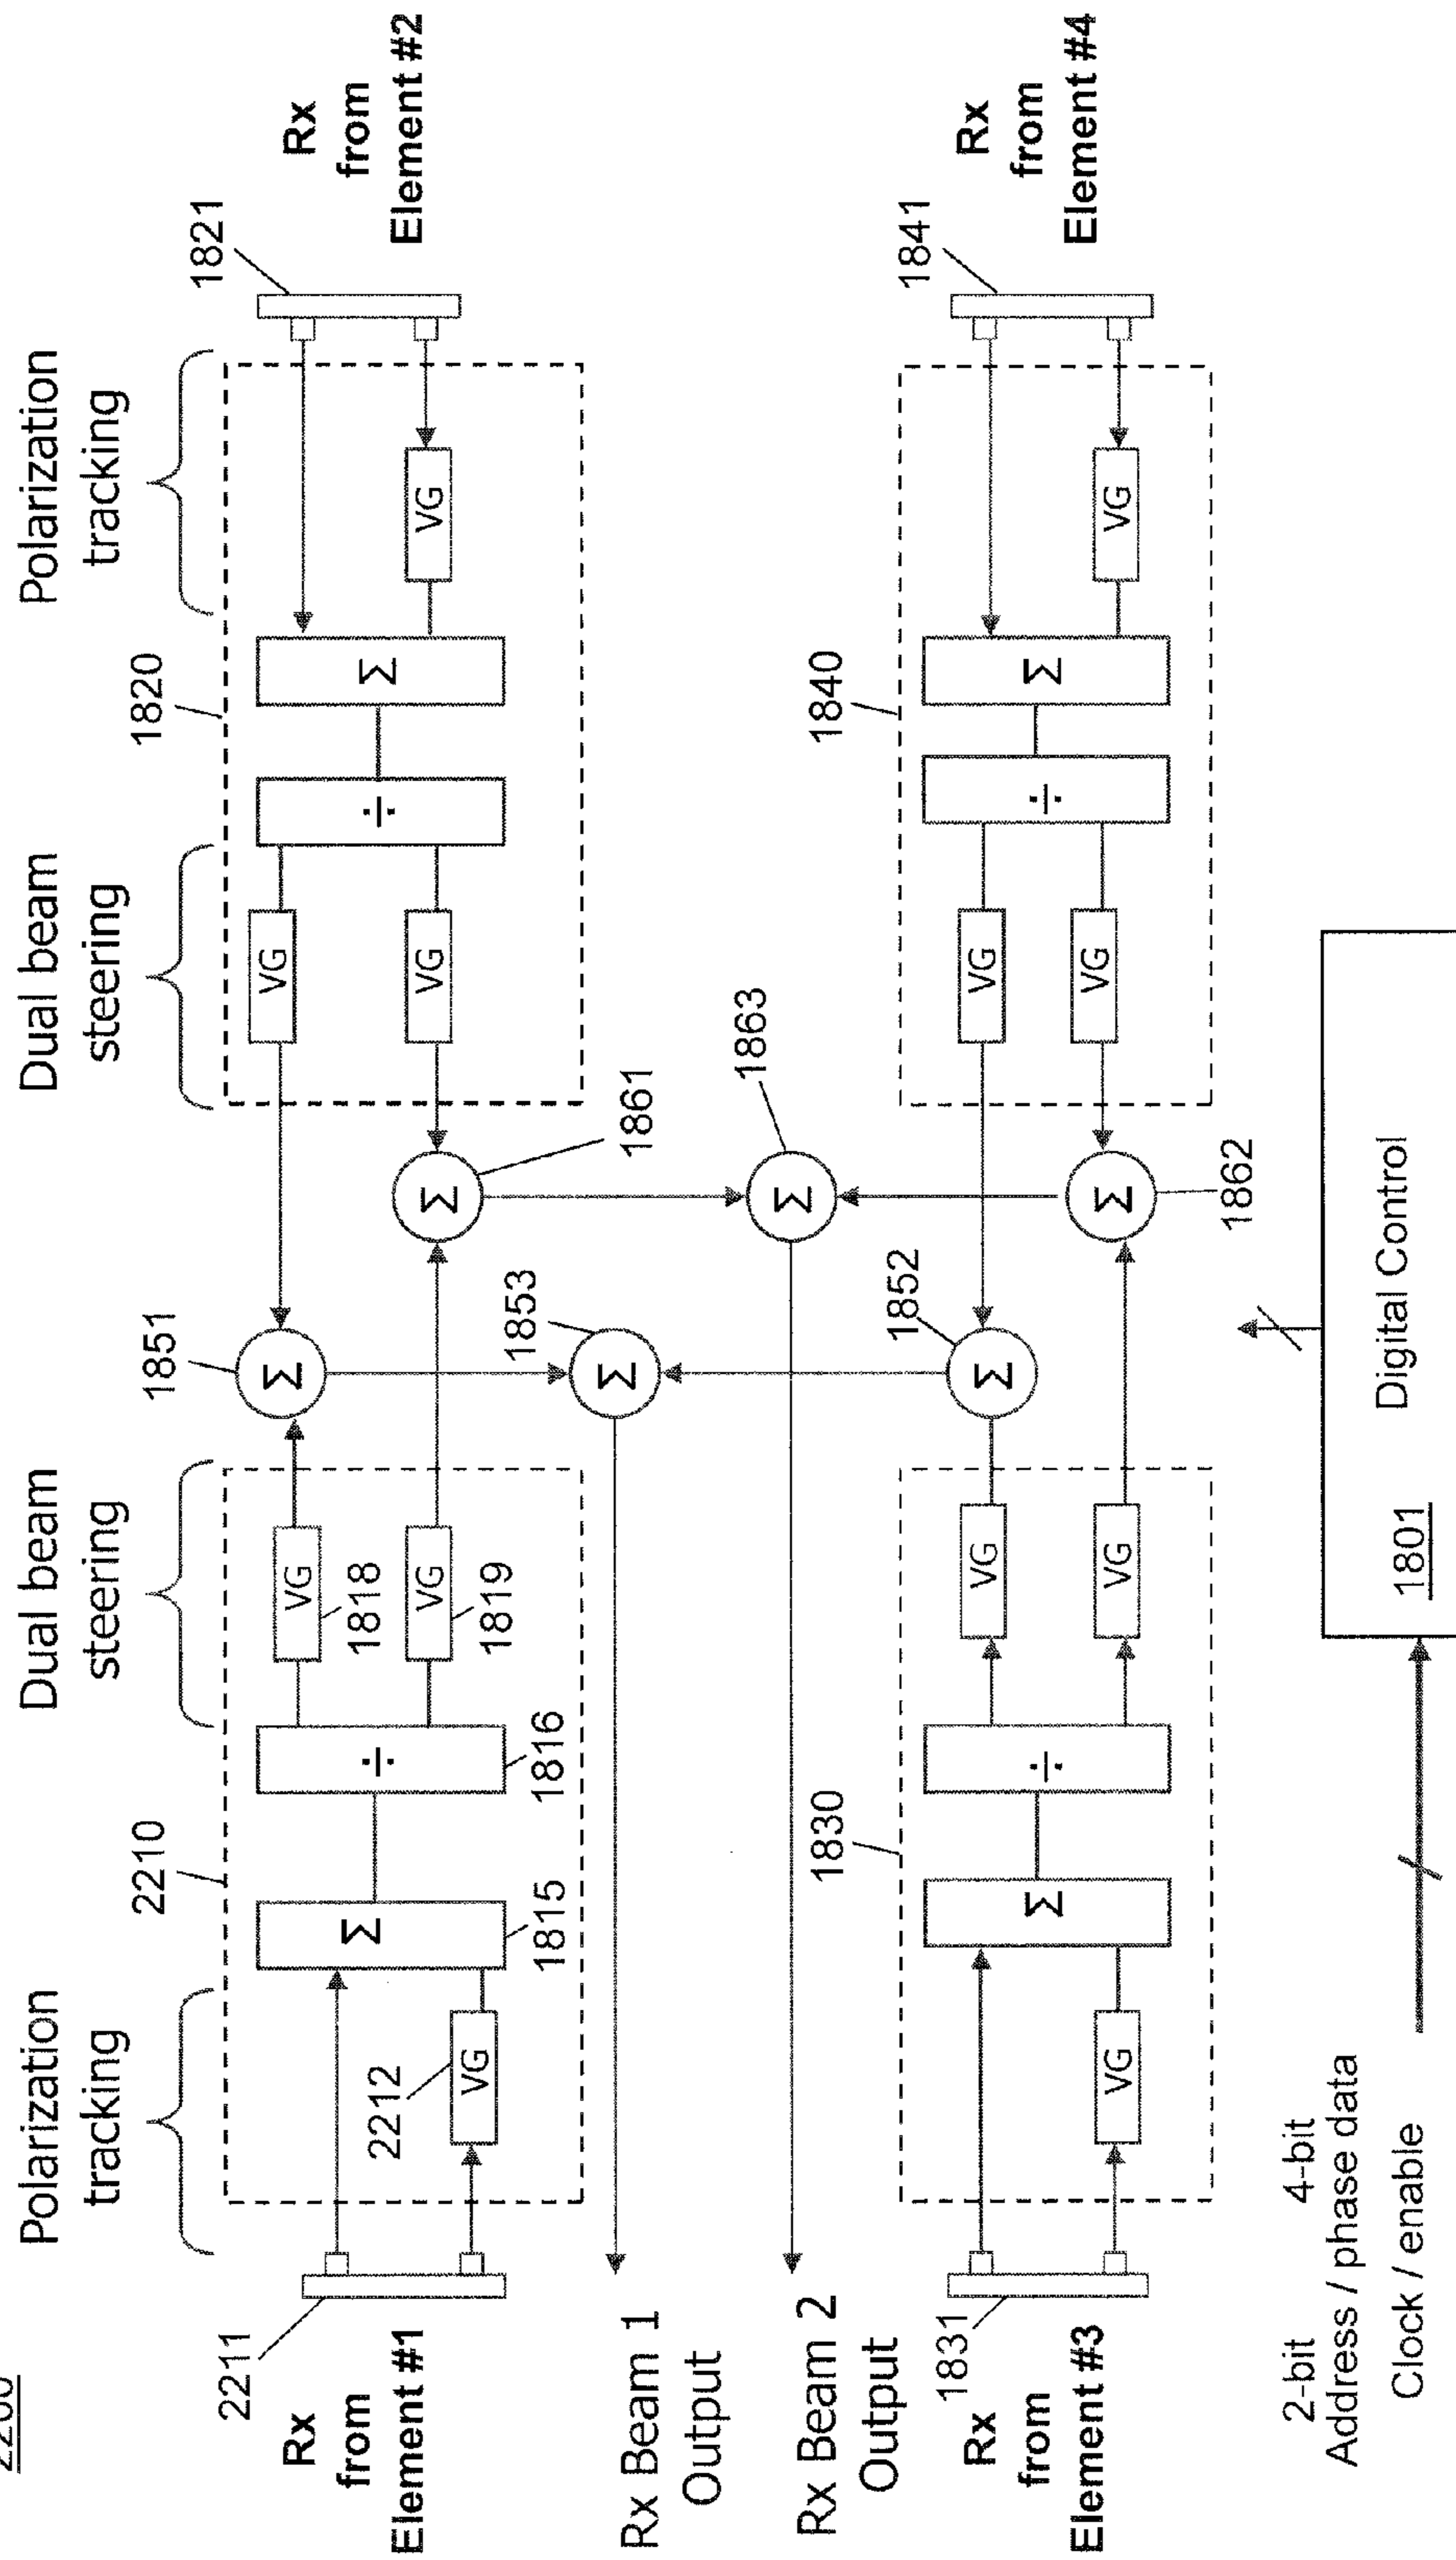 Polarization
tracking
Dual beam
steering
Dual beam
steering
Polarization
tracking
2210
1851
1820
1821
2211
Rx
from
Element #1
2212
VG
Σ
1815
÷
1816
VG
1818
VG
1819
Σ
Σ
1861
VG
VG
÷
Σ
VG
Rx
from
Element #2
Rx Beam 1
Output
1853
Σ
Rx Beam 2
Output
1863
Σ
1830
1852
1840
1841
1831
Rx
from
Element #3
VG
Σ
÷
VG
VG
Σ
Σ
1862
VG
VG
÷
Σ
VG
Rx
from
Element #4
2-bit 4-bit
Address / phase data
Clock / enable
Digital Control
1801